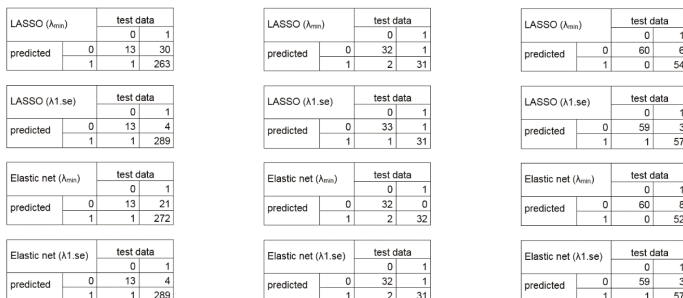 LASSO (λmin) test data
0 1
predicted 0 13 30
1 1 263
LASSO (λ1.se) test data
0 1
predicted 0 13 4
1 1 289
Elastic net (λmin) test data
0 1
predicted 0 13 21
1 1 272
Elastic net (λ1.se) test data
0 1
predicted 0 13 4
1 1 289
LASSO (λmin) test data
0 1
predicted 0 32 1
1 2 31
LASSO (λ1.se) test data
0 1
predicted 0 33 1
1 1 31
Elastic net (λmin) test data
0 1
predicted 0 32 0
1 2 32
Elastic net (λ1.se) test data
0 1
predicted 0 32 1
1 2 31
LASSO (λmin) test data
0 1
predicted 0 60 6
1 0 54
LASSO (λ1.se) test data
0 1
predicted 0 59 3
1 1 57
Elastic net (λmin) test data
0 1
predicted 0 60 8
1 0 52
Elastic net (λ1.se) test data
0 1
predicted 0 59 3
1 1 57